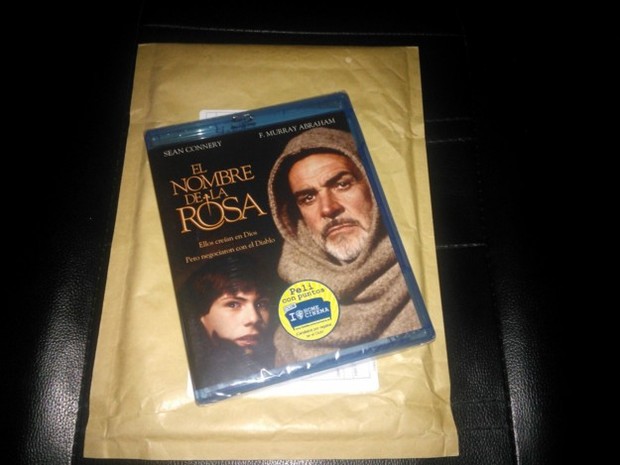 SEAN CONNERY
F. MURRAY ABRAHAM
EL
NOMBRE
DE LA
ROSA
Ellos creían en Dios
Pero negociaron con el Diablo
Peli
con puntos
I
HOME
CINEMA